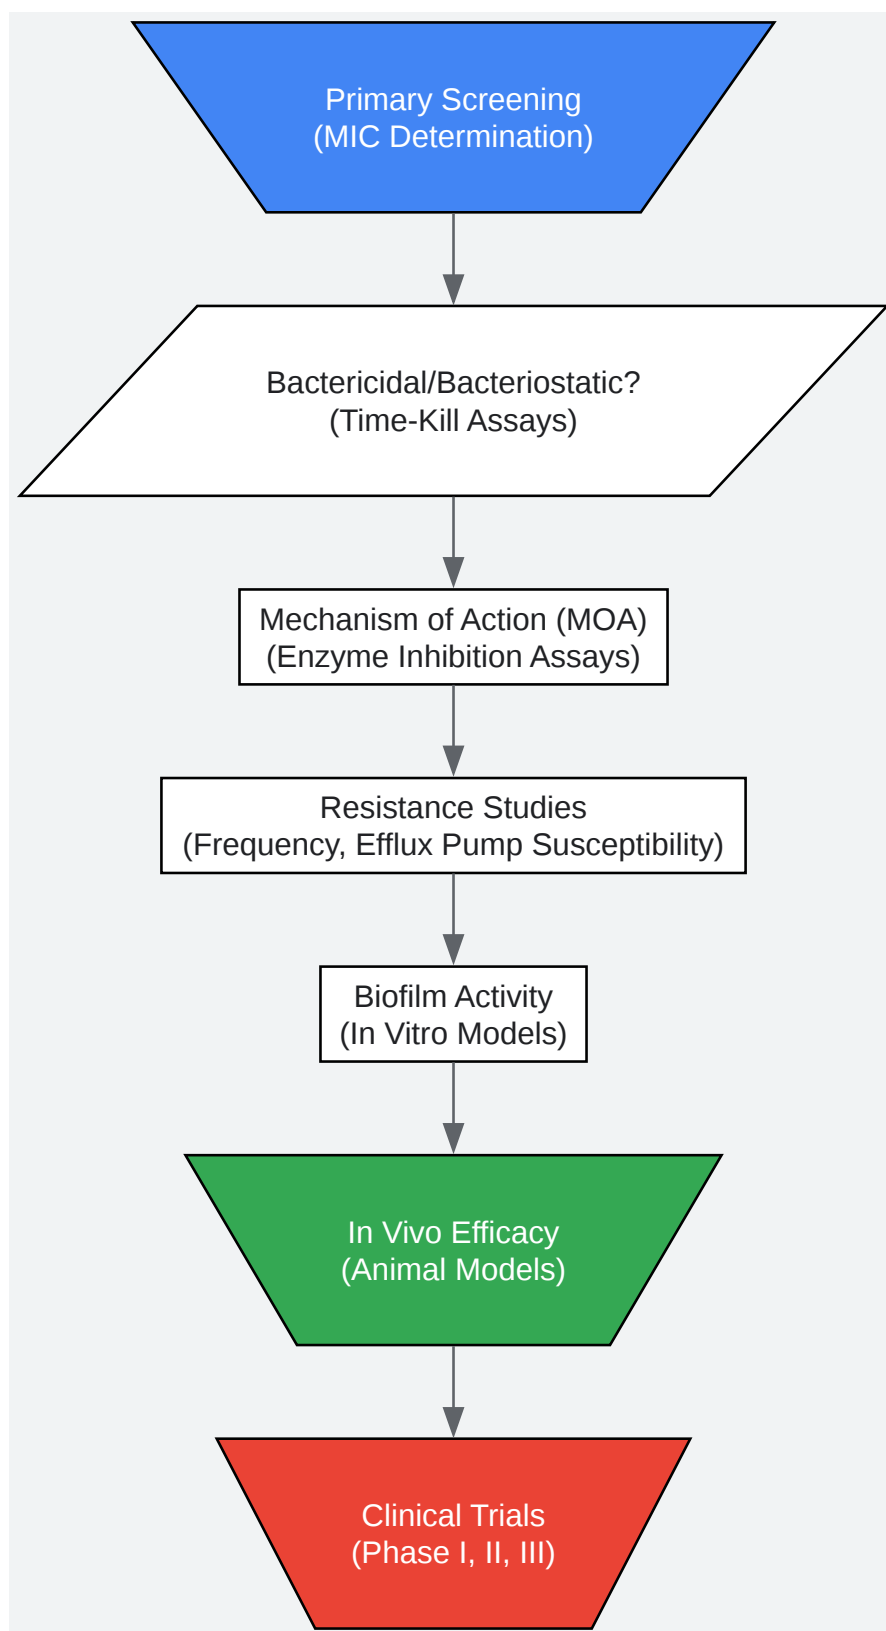 Primary Screening
(MIC Determination)
Bactericidal/Bacteriostatic?
(Time-Kill Assays)
Mechanism of Action (MOA)
(Enzyme Inhibition Assays)
Resistance Studies
(Frequency, Efflux Pump Susceptibility)
Biofilm Activity
(In Vitro Models)
In Vivo Efficacy
(Animal Models)
Clinical Trials
(Phase I, II, III)